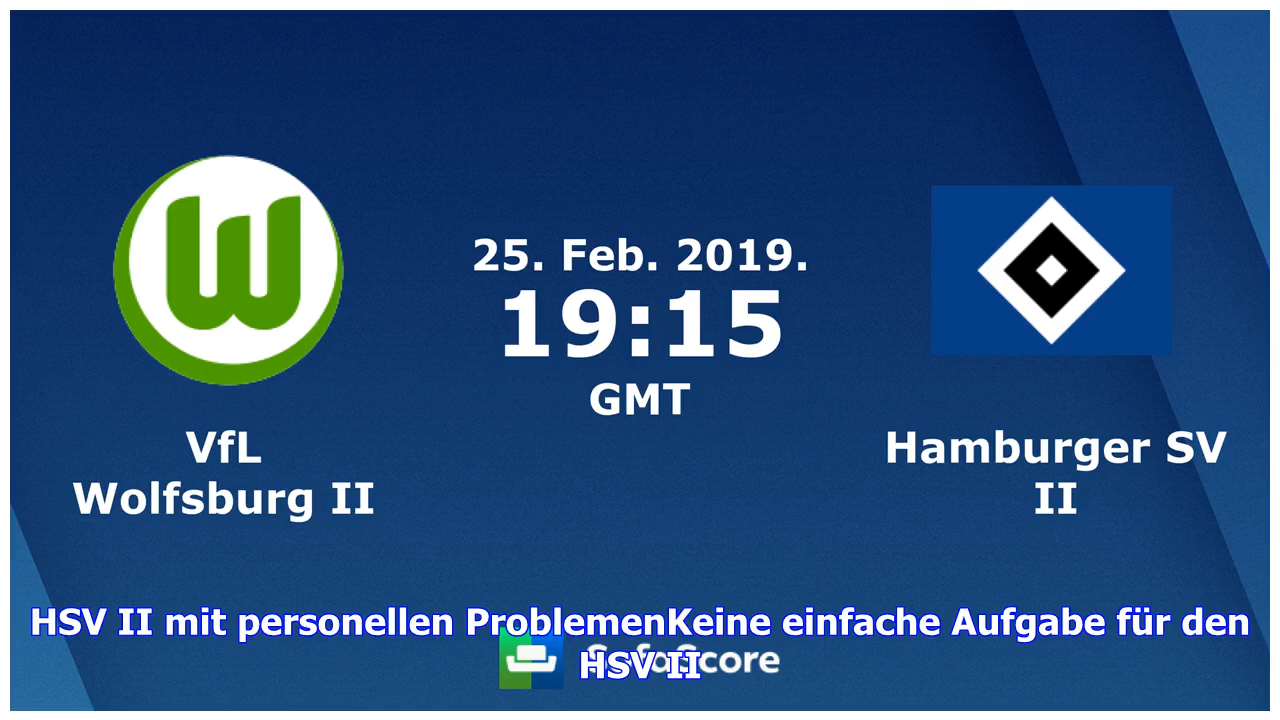 25. Feb. 2019.
19:15
GMT
VfL
Wolfsburg II
Hamburger SV
II
HSV II mit personellen ProblemenKeine einfache Aufgabe für den
HSV II
SofaScore